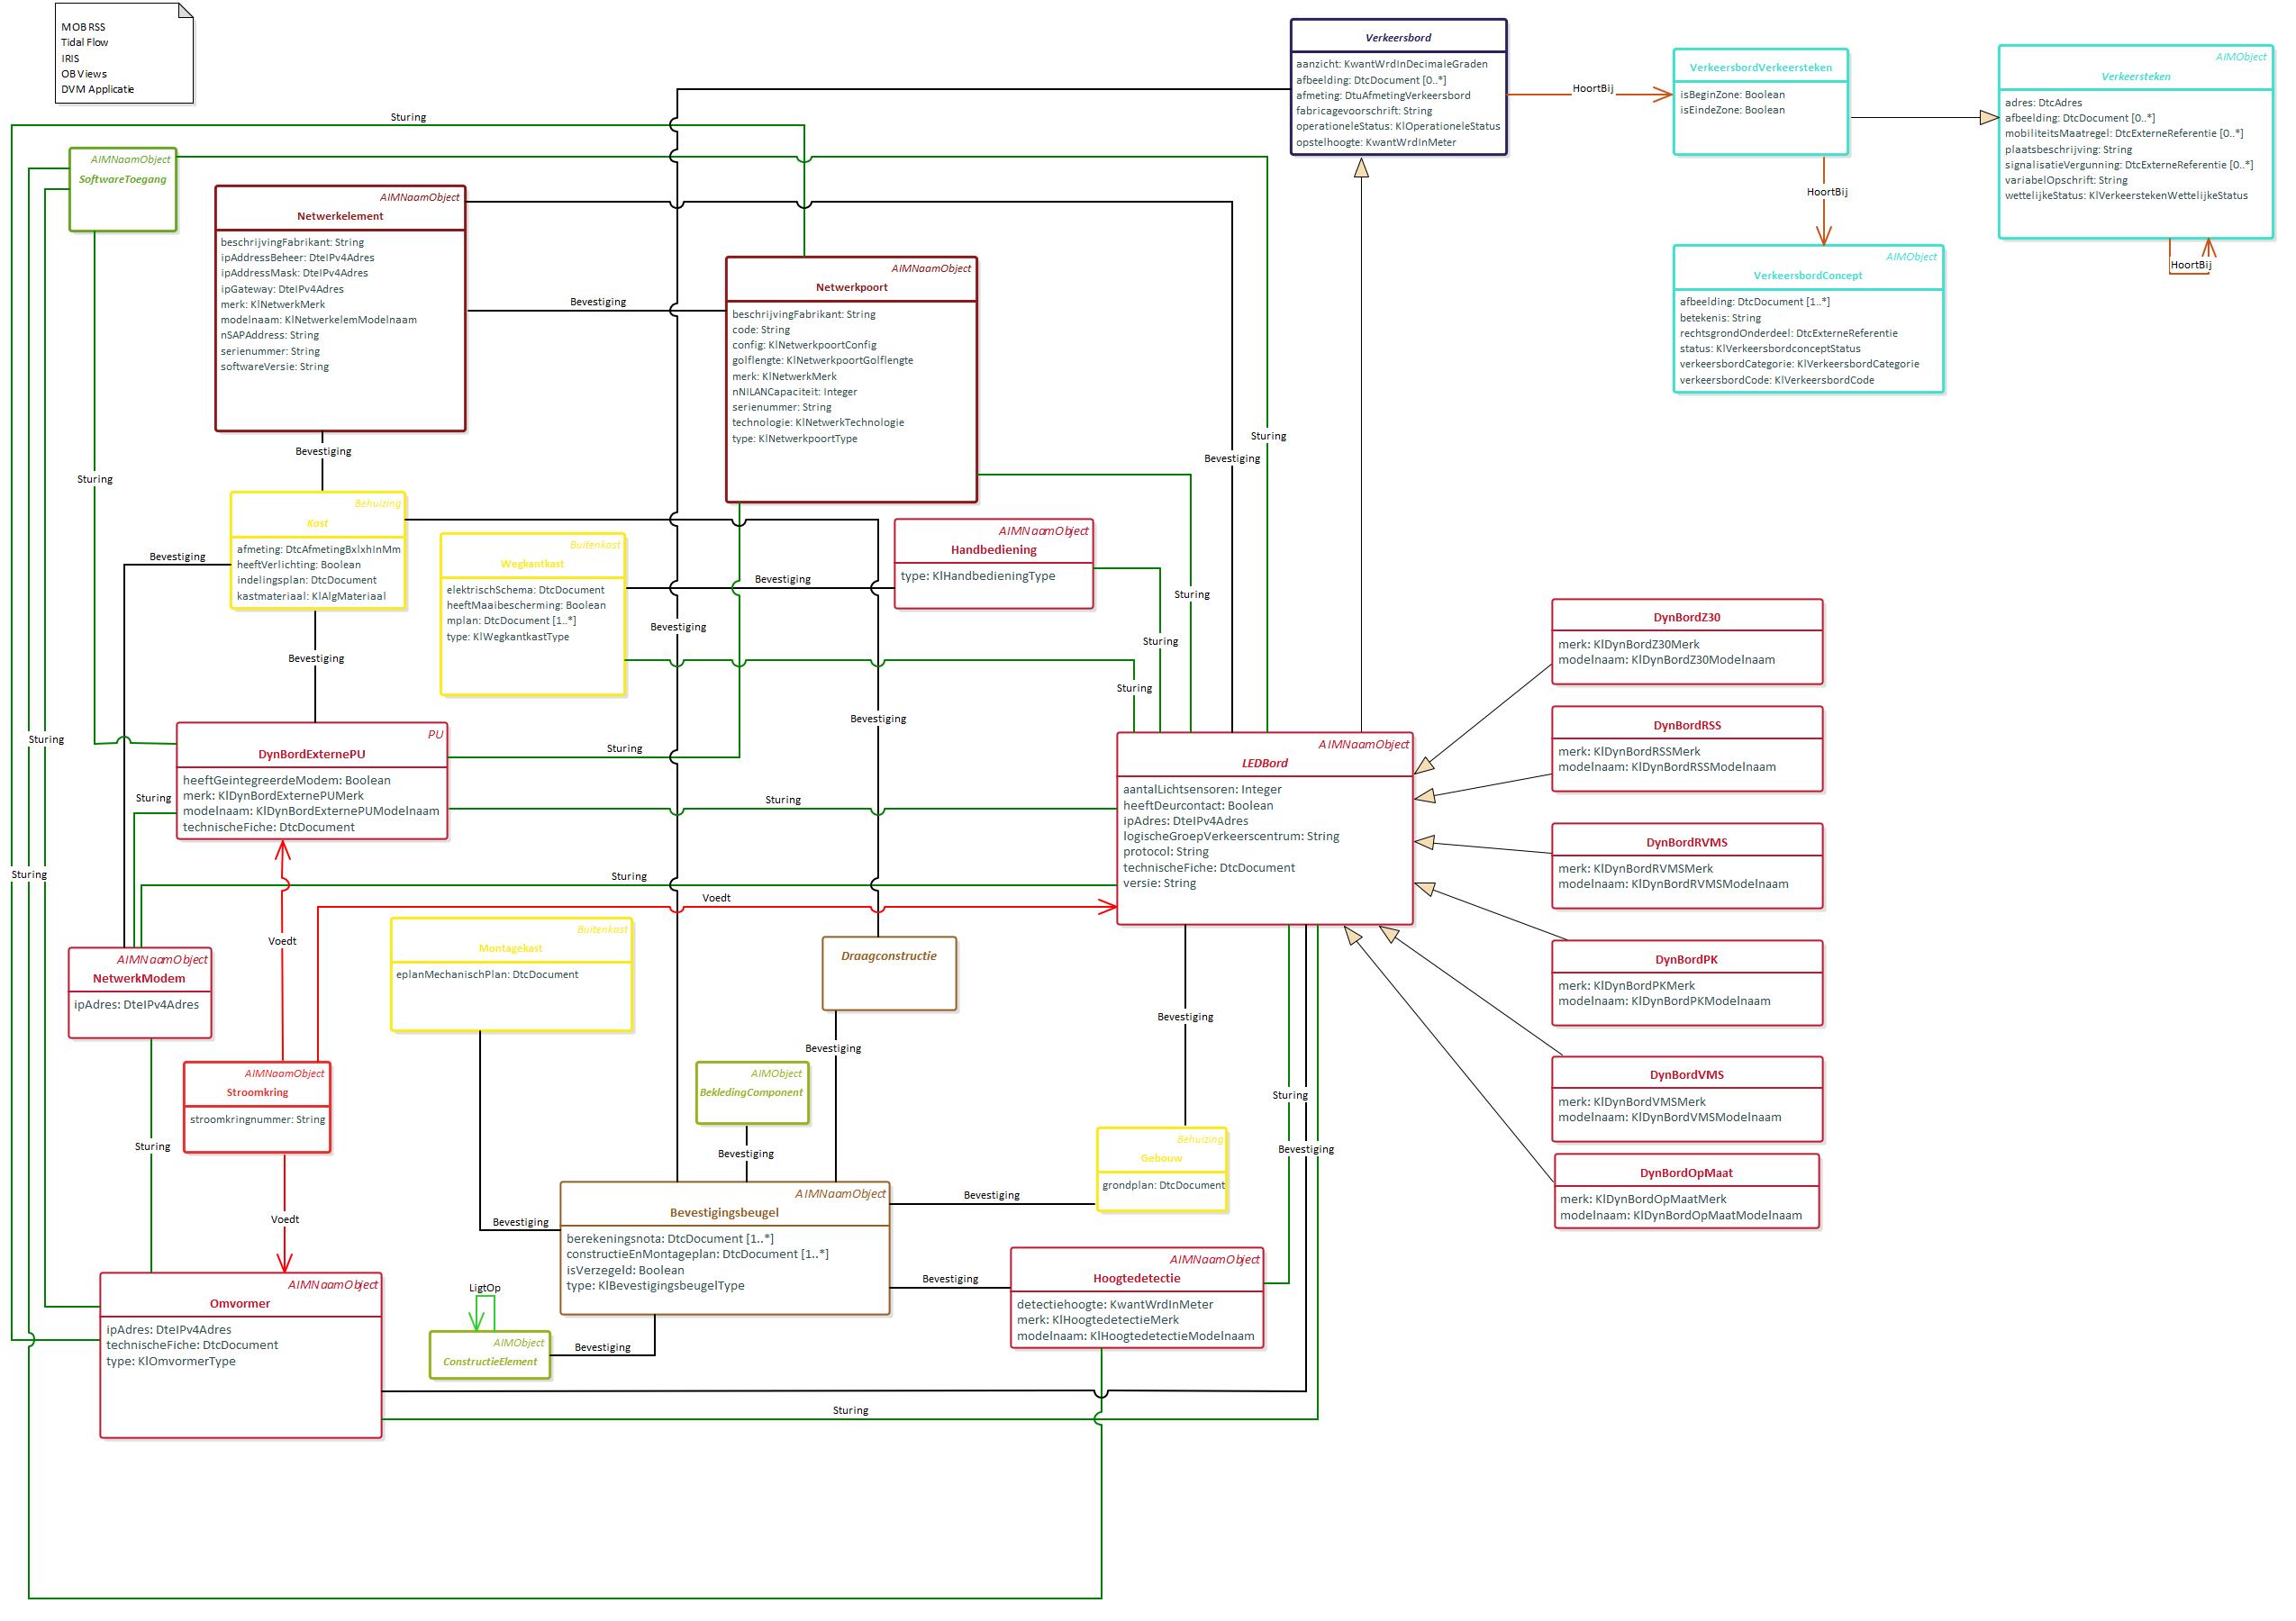 MOB RSS
Tidal Flow
IRIS
OB Views
DVM Applicatie
Verkeersbord
aanzicht: KwantWrdInDecimaleGraden
afbeelding: DtcDocument [0..*]
afmeting: DtuAfmetingVerkeersbord
fabricagevoorschrift: String
operationeleStatus: KlOperationeleStatus
opstelhoogte: KwantWrdInMeter
HoortBij
VerkeersbordVerkeersteken
isBeginZone: Boolean
isEindeZone: Boolean
AIMObject
Verkeersteken
adres: DtcAdres
afbeelding: DtcDocument [0..*]
mobiliteitsMaatregel: DtcExterneReferentie [0..*]
plaatsbeschrijving: String
signalisatieVergunning: DtcExterneReferentie [0..*]
variabelOpschrift: String
wettelijkeStatus: KlVerkeerstekenWettelijkeStatus
HoortBij
HoortBij
AIMObject
VerkeersbordConcept
afbeelding: DtcDocument [1..*]
betekenis: String
rechtsgrondOnderdeel: DtcExterneReferentie
status: KlVerkeersbordconceptStatus
verkeersbordCategorie: KlVerkeersbordCategorie
verkeersbordCode: KlVerkeersbordCode
Sturing
AIMNaamObject
SoftwareToegang
AIMNaamObject
Netwerkelement
beschrijvingFabrikant: String
ipAddressBeheer: DteIPv4Adres
ipAddressMask: DteIPv4Adres
ipGateway: DteIPv4Adres
merk: KlNetwerkMerk
modelnaam: KlNetwerkelemModelnaam
nSAPAddress: String
serienummer: String
softwareVersie: String
Bevestiging
AIMNaamObject
Netwerkpoort
beschrijvingFabrikant: String
code: String
config: KlNetwerkpoortConfig
golflengte: KlNetwerkpoortGolflengte
merk: KlNetwerkMerk
nNILANCapaciteit: Integer
serienummer: String
technologie: KlNetwerkTechnologie
type: KlNetwerkpoortType
Sturing
Bevestiging
Bevestiging
Sturing
Behuizing
Kast
afmeting: DtcAfmetingBxlxhInMm
heeftVerlichting: Boolean
indelingsplan: DtcDocument
kastmateriaal: KlAlgMateriaal
Bevestiging
Buitenkast
Wegkantkast
elektrischSchema: DtcDocument
heeftMaaibescherming: Boolean
mplan: DtcDocument [1..*]
type: KlWegkantkastType
Bevestiging
AIMNaamObject
Handbediening
type: KlHandbedieningType
Sturing
Bevestiging
Sturing
Bevestiging
Sturing
Bevestiging
Sturing
DynBordZ30
merk: KlDynBordZ30Merk
modelnaam: KlDynBordZ30Modelnaam
DynBordRSS
merk: KlDynBordRSSMerk
modelnaam: KlDynBordRSSModelnaam
PU
DynBordExternePU
heeftGeintegreerdeModem: Boolean
merk: KlDynBordExternePUMerk
modelnaam: KlDynBordExternePUModelnaam
technischeFiche: DtcDocument
Sturing
Sturing
Sturing
AIMNaamObject
LEDBord
aantalLichtsensoren: Integer
heeftDeurcontact: Boolean
ipAdres: DteIPv4Adres
logischeGroepVerkeerscentrum: String
protocol: String
technischeFiche: DtcDocument
versie: String
DynBordRVMS
merk: KlDynBordRVMSMerk
modelnaam: KlDynBordRVMSModelnaam
Sturing
Sturing
Voedt
Voedt
Buitenkast
Montagekast
eplanMechanischPlan: DtcDocument
Draagconstructie
DynBordPK
merk: KlDynBordPKMerk
modelnaam: KlDynBordPKModelnaam
AIMNaamObject
NetwerkModem
ipAdres: DteIPv4Adres
Bevestiging
Bevestiging
AIMNaamObject
Stroomkring
stroomkringnummer: String
AIMObject
BekledingComponent
DynBordVMS
merk: KlDynBordVMSMerk
modelnaam: KlDynBordVMSModelnaam
Sturing
Sturing
Bevestiging
Bevestiging
Behuizing
Gebouw
grondplan: DtcDocument
DynBordOpMaat
merk: KlDynBordOpMaatMerk
modelnaam: KlDynBordOpMaatModelnaam
Voedt
Bevestiging
AIMNaamObject
Bevestigingsbeugel
berekeningsnota: DtcDocument [1..*]
constructieEnMontageplan: DtcDocument [1..*]
isVerzegeld: Boolean
type: KlBevestigingsbeugelType
Bevestiging
Bevestiging
AIMNaamObject
Hoogtedetectie
detectiehoogte: KwantWrdInMeter
merk: KlHoogtedetectieMerk
modelnaam: KlHoogtedetectieModelnaam
AIMNaamObject
Omvormer
ipAdres: DteIPv4Adres
technischeFiche: DtcDocument
type: KlOmvormerType
LigtOp
AIMObject
ConstructieElement
Bevestiging
Sturing